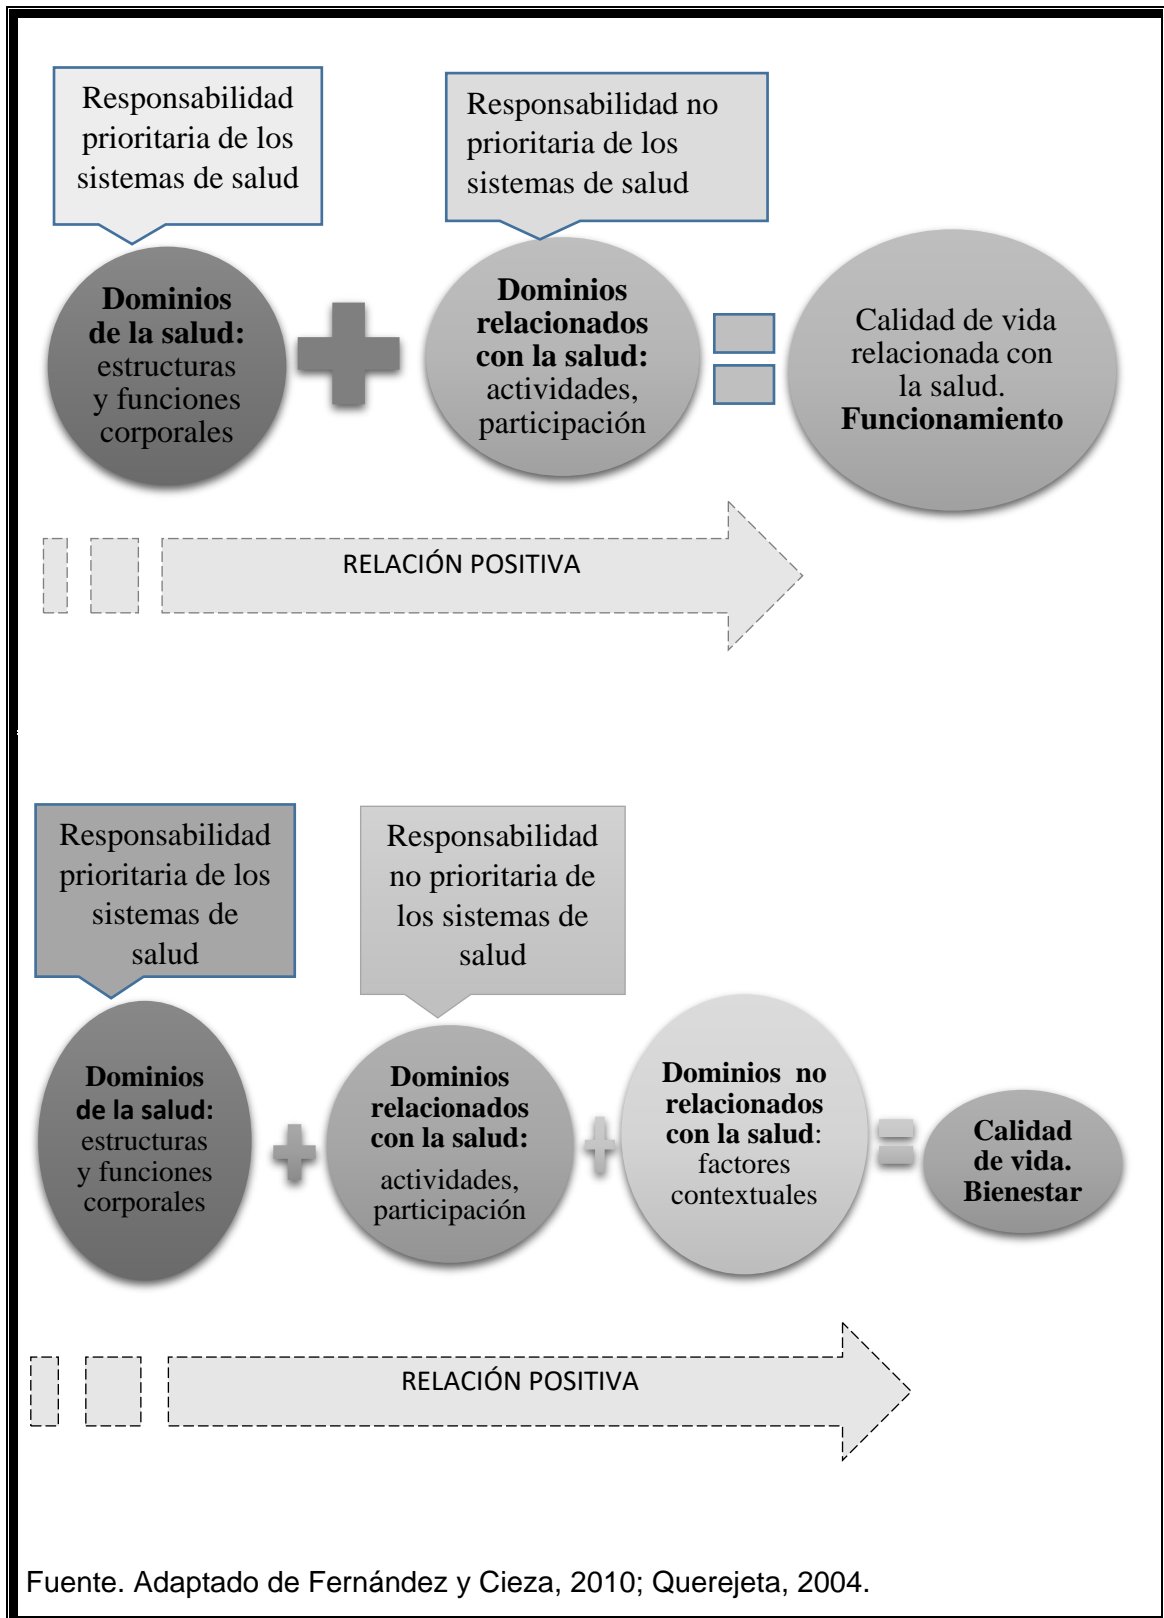 Responsabilidad
prioritaria de los
sistemas de salud
Responsabilidad no
prioritaria de los
sistemas de salud
Dominios
de la salud:
estructuras
y funciones
corporales
Dominios
relacionados
con la salud:
actividades,
participación
Calidad de vida
relacionada con
la salud.
Funcionamiento
RELACIÓN POSITIVA
Responsabilidad
prioritaria de los
sistemas de
salud
Responsabilidad
no prioritaria de
los sistemas de
salud
Dominios
de la salud:
estructuras
y funciones
corporales
Dominios
relacionados
con la salud:
actividades,
participación
Dominios no
relacionados
con la salud:
factores
contextuales
Calidad
de vida.
Bienestar
RELACIÓN POSITIVA
Fuente. Adaptado de Fernández y Cieza, 2010; Querejeta, 2004.